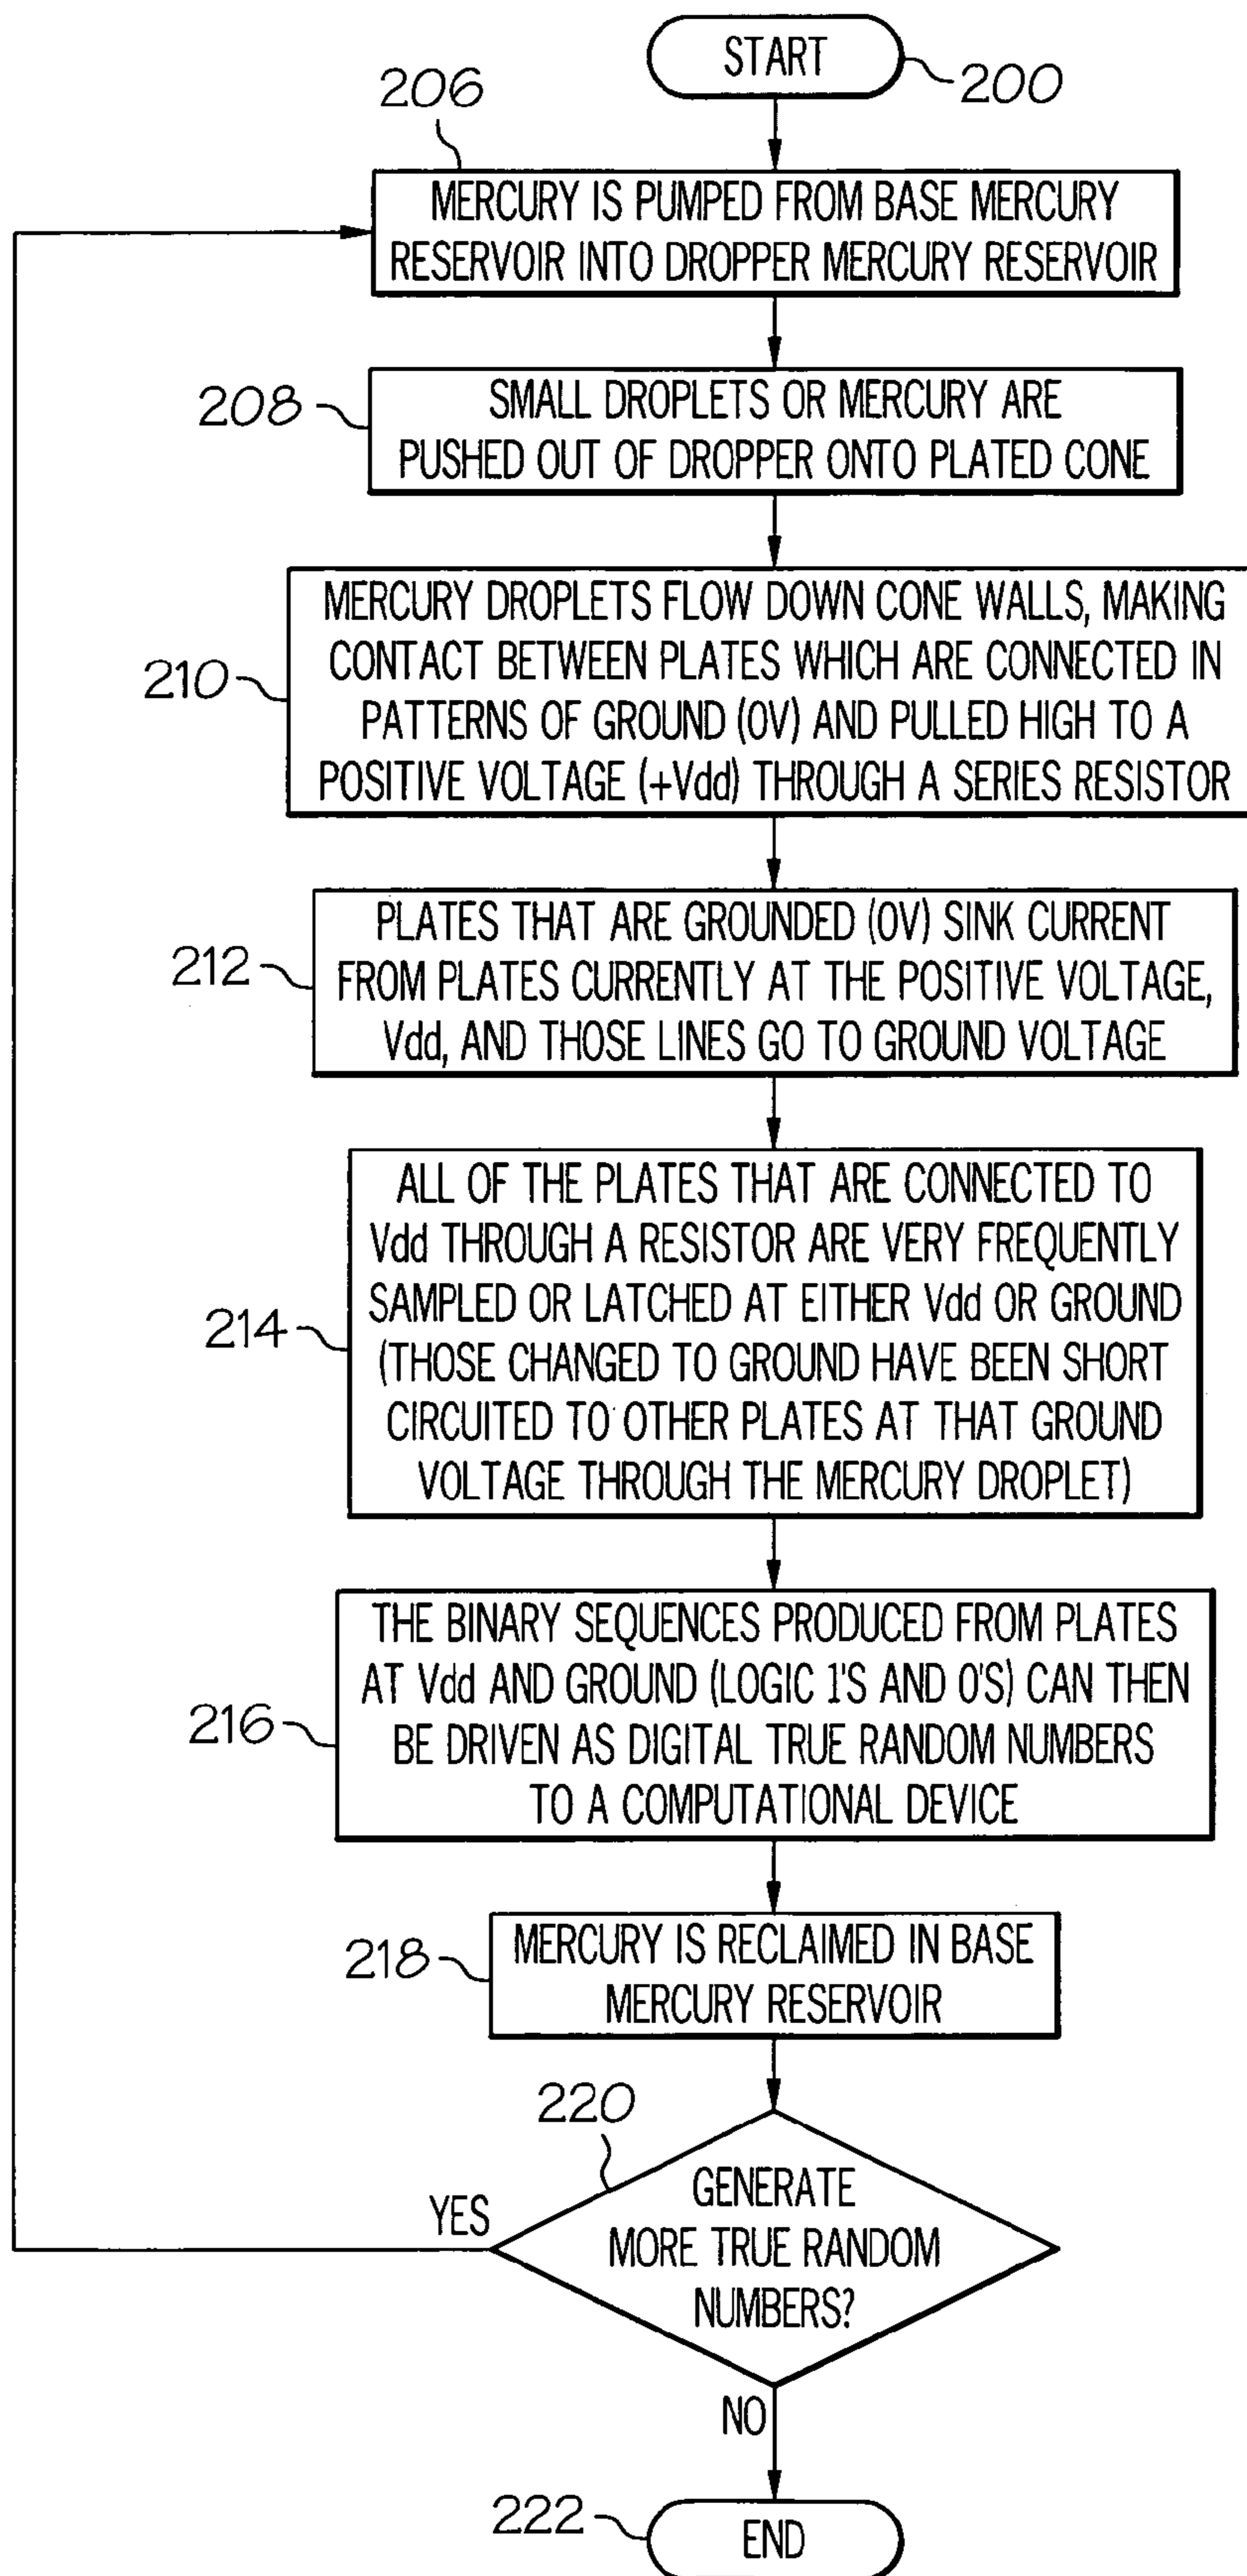 START
200
206
MERCURY IS PUMPED FROM BASE MERCURY
RESERVOIR INTO DROPPER MERCURY RESERVOIR
208
SMALL DROPLETS OR MERCURY ARE
PUSHED OUT OF DROPPER ONTO PLATED CONE
210
MERCURY DROPLETS FLOW DOWN CONE WALLS, MAKING
CONTACT BETWEEN PLATES WHICH ARE CONNECTED IN
PATTERNS OF GROUND (0V) AND PULLED HIGH TO A
POSITIVE VOLTAGE (+Vdd) THROUGH A SERIES RESISTOR
212
PLATES THAT ARE GROUNDED (0V) SINK CURRENT
FROM PLATES CURRENTLY AT THE POSITIVE VOLTAGE,
Vdd, AND THOSE LINES GO TO GROUND VOLTAGE
214
ALL OF THE PLATES THAT ARE CONNECTED TO
Vdd THROUGH A RESISTOR ARE VERY FREQUENTLY
SAMPLED OR LATCHED AT EITHER Vdd OR GROUND
(THOSE CHANGED TO GROUND HAVE BEEN SHORT
CIRCUITED TO OTHER PLATES AT THAT GROUND
VOLTAGE THROUGH THE MERCURY DROPLET)
216
THE BINARY SEQUENCES PRODUCED FROM PLATES
AT Vdd AND GROUND (LOGIC 1'S AND 0'S) CAN THEN
BE DRIVEN AS DIGITAL TRUE RANDOM NUMBERS
TO A COMPUTATIONAL DEVICE
218
MERCURY IS RECLAIMED IN BASE
MERCURY RESERVOIR
220
GENERATE
MORE TRUE RANDOM
NUMBERS?
YES
NO
222
END